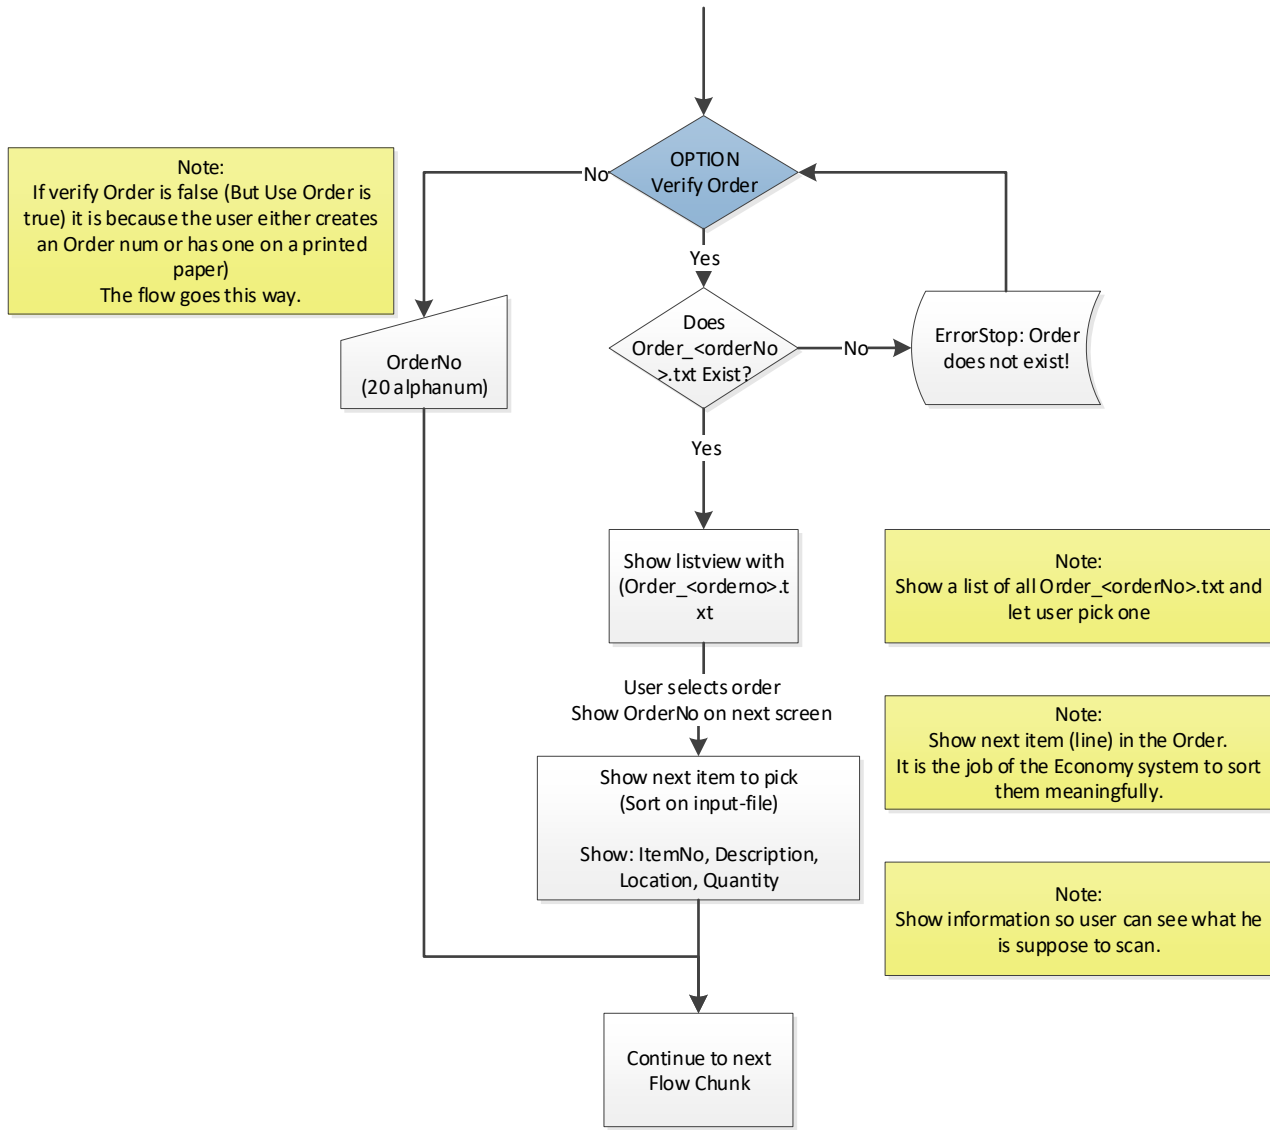 OPTION
Verify Order
No
Note:
If verify Order is false (But Use Order is
true) it is because the user either creates
an Order num or has one on a printed
paper)
The flow goes this way.
Yes
Does
Order_<orderNo
>.txt Exist?
No
ErrorStop: Order
does not exist!
OrderNo
(20 alphanum)
Yes
Show listview with
(Order_<orderno>.t
xt
Note:
Show a list of all Order_<orderNo>.txt and
let user pick one
User selects order
Show OrderNo on next screen
Note:
Show next item (line) in the Order.
It is the job of the Economy system to sort
them meaningfully.
Show next item to pick
(Sort on input-file)
Show: ItemNo, Description,
Location, Quantity
Note:
Show information so user can see what he
is suppose to scan.
Continue to next
Flow Chunk